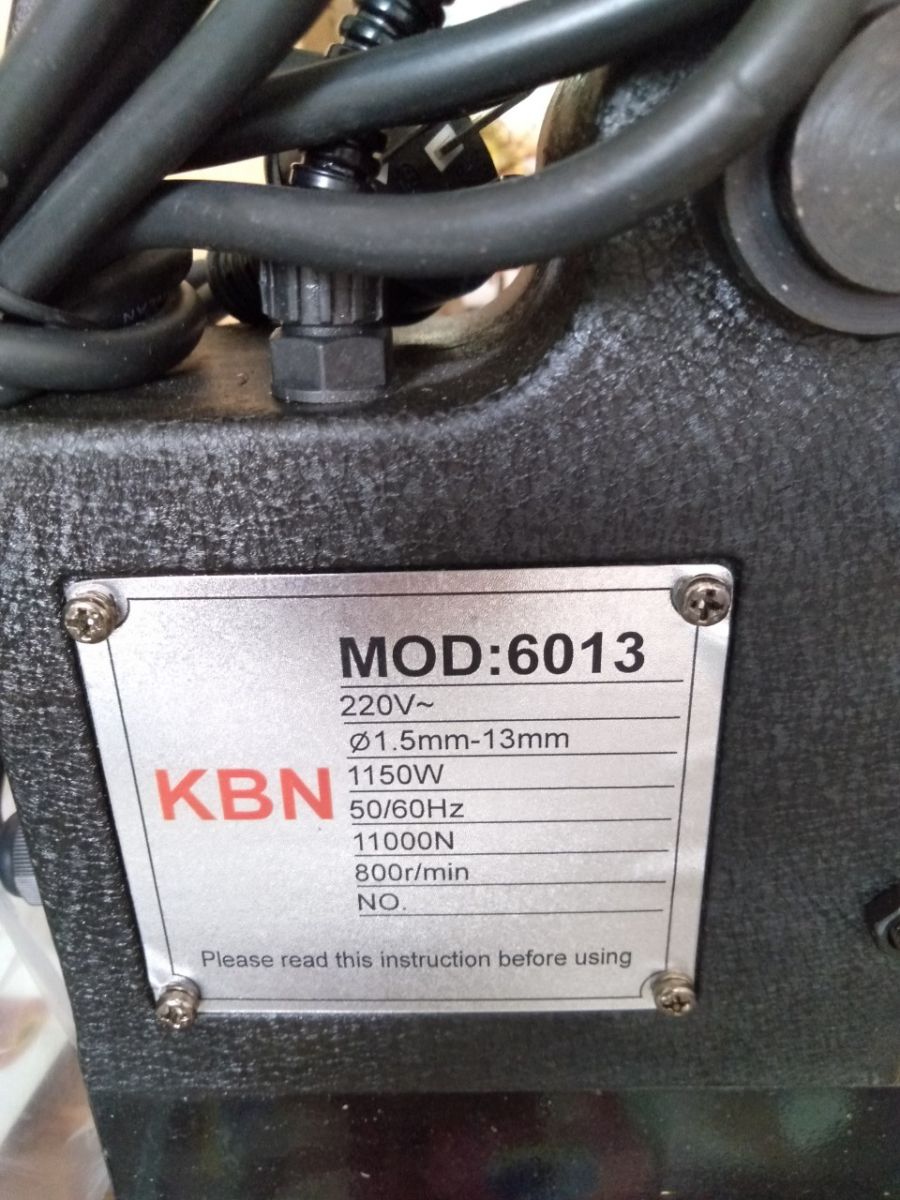 MOD:6013
220V~
Ø1.5mm-13mm
KBN
1150W
50/60Hz
11000N
800r/min
NO.
Please read this instruction before using